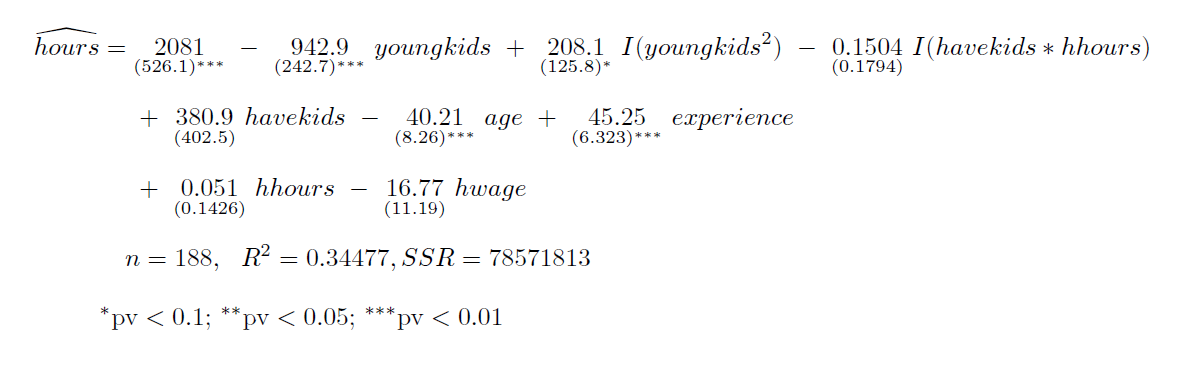 hours^ = 2081 − 942.9 youngkids + 208.1 I(youngkids²) − 0.1504 I(havekids * hhours)
(526.1)*** (242.7)*** (125.8)* (0.1794)
+ 380.9 havekids − 40.21 age + 45.25 experience
(402.5) (8.26)*** (6.323)***
+ 0.051 hhours − 16.77 hwage
(0.1426) (11.19)
n = 188, R² = 0.34477, SSR = 78571813
*pv < 0.1; **pv < 0.05; ***pv < 0.01